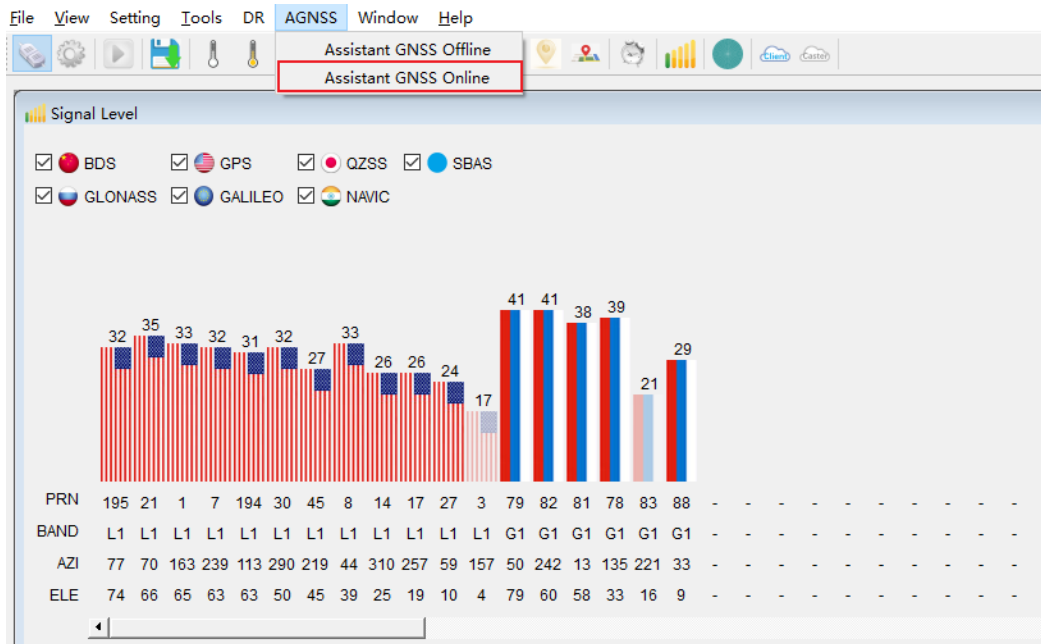 File View Setting Tools DR AGNSS Window Help
Assistant GNSS Offline
Client Caster
Assistant GNSS Online
Signal Level
BDS GPS QZSS SBAS
GLONASS GALILEO NAVIC
32 35 33 32 31 32 27 33 26 26 24 17 41 41 38 39 21 29
PRN 195 21 1 7 194 30 45 8 14 17 27 3 79 82 81 78 83 88 - - - - - - - - - -
BAND L1 L1 L1 L1 L1 L1 L1 L1 L1 L1 L1 L1 G1 G1 G1 G1 G1 G1 - - - - - - - - - -
AZI 77 70 163 239 113 290 219 44 310 257 59 157 50 242 13 135 221 33 - - - - - - - - - -
ELE 74 66 65 63 63 50 45 39 25 19 10 4 79 60 58 33 16 9 - - - - - - - - - -